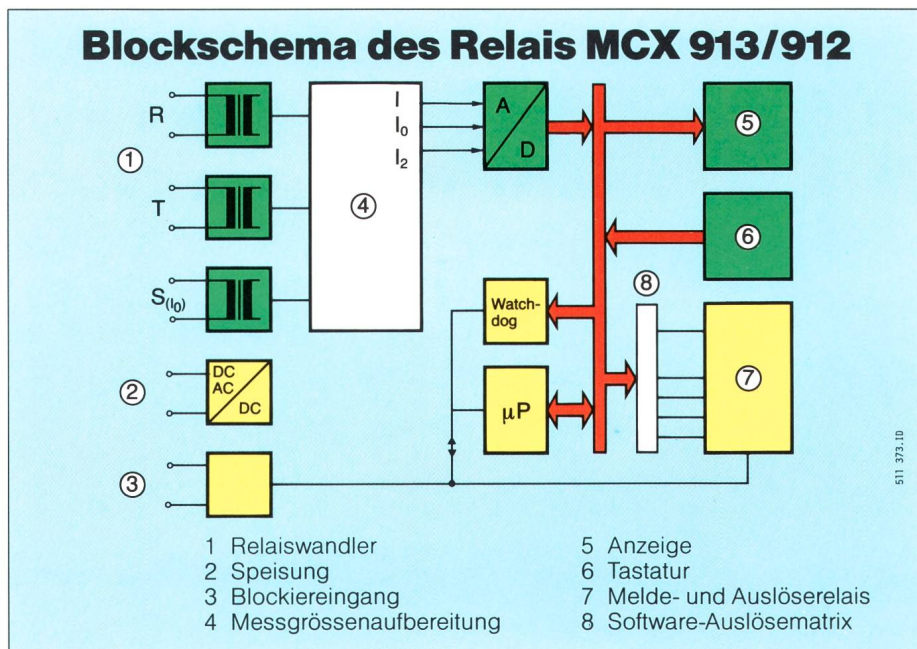 Blockschema des Relais MCX 913/912
R
1
T
S(I0)
2
3
DC
AC
DC
4
I
I0
I2
A
D
Watch-
dog
µP
8
5
6
7
511 373.ID
1 Relaiswandler
2 Speisung
3 Blockiereingang
4 Messgrössenaufbereitung
5 Anzeige
6 Tastatur
7 Melde- und Auslöserelais
8 Software-Auslösematrix